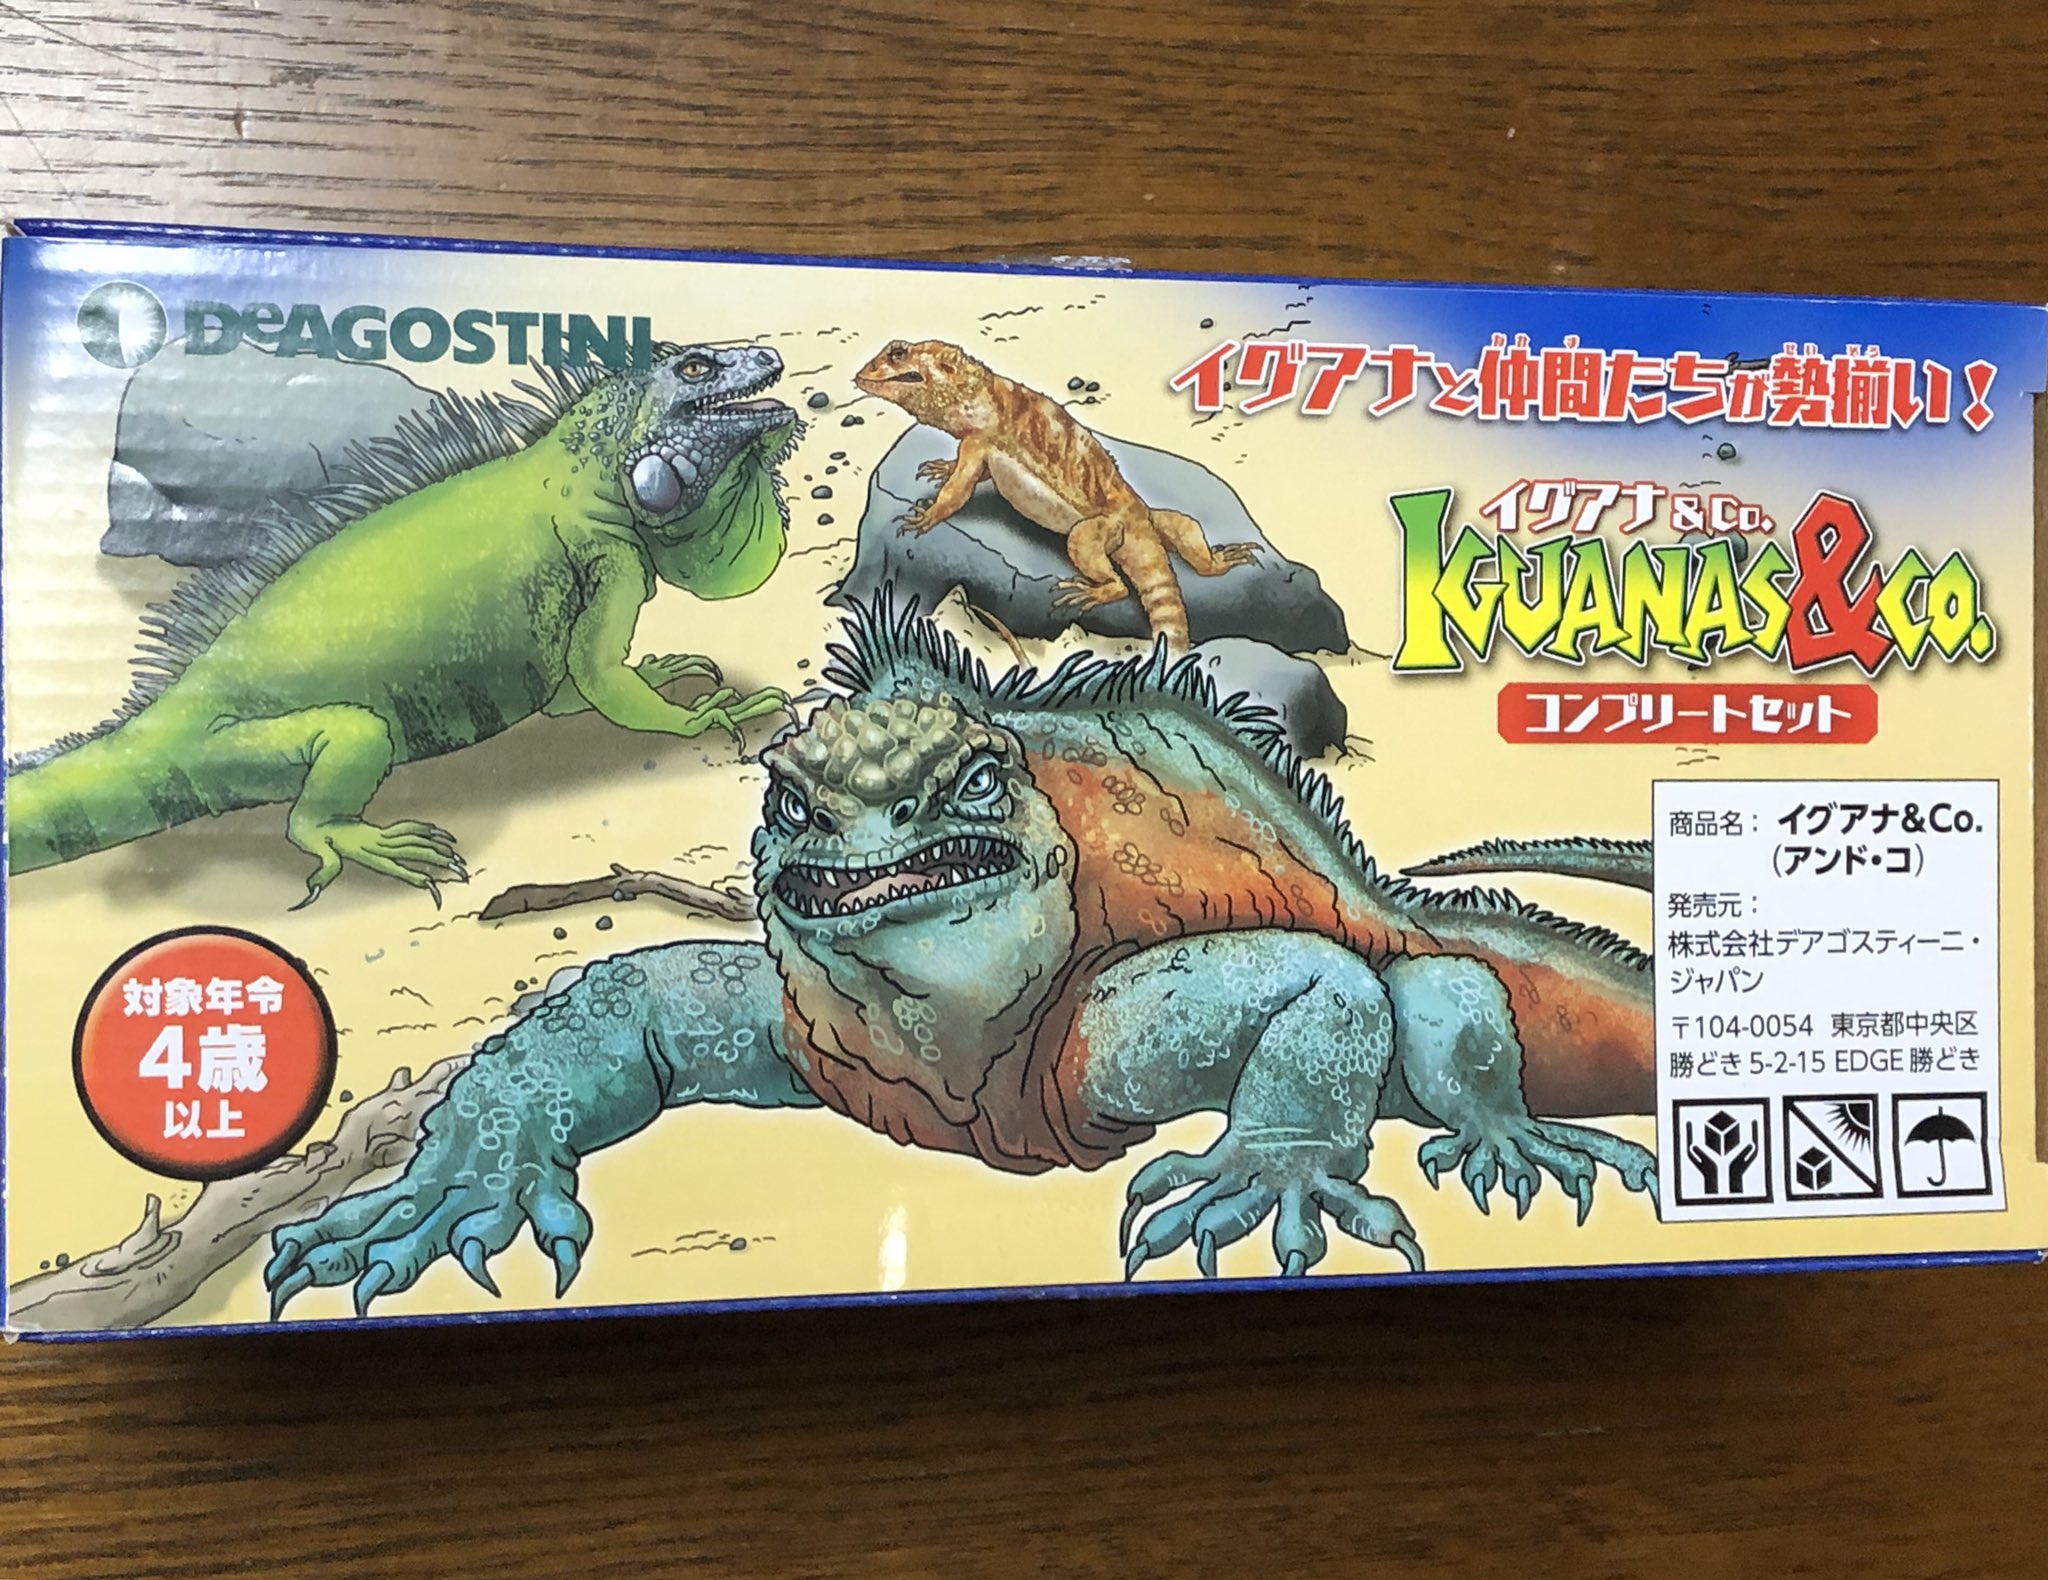 DeAGOSTINI
イグアナと仲間たちが勢揃い!
イグアナ&Co.
IGUANAS&CO.
コンプリートセット
商品名: イグアナ&Co.
(アンド・コ)
発売元:
株式会社デアゴスティーニ・
ジャパン
〒104-0054 東京都中央区
勝どき5-2-15 EDGE勝どき
対象年令
4歳
以上